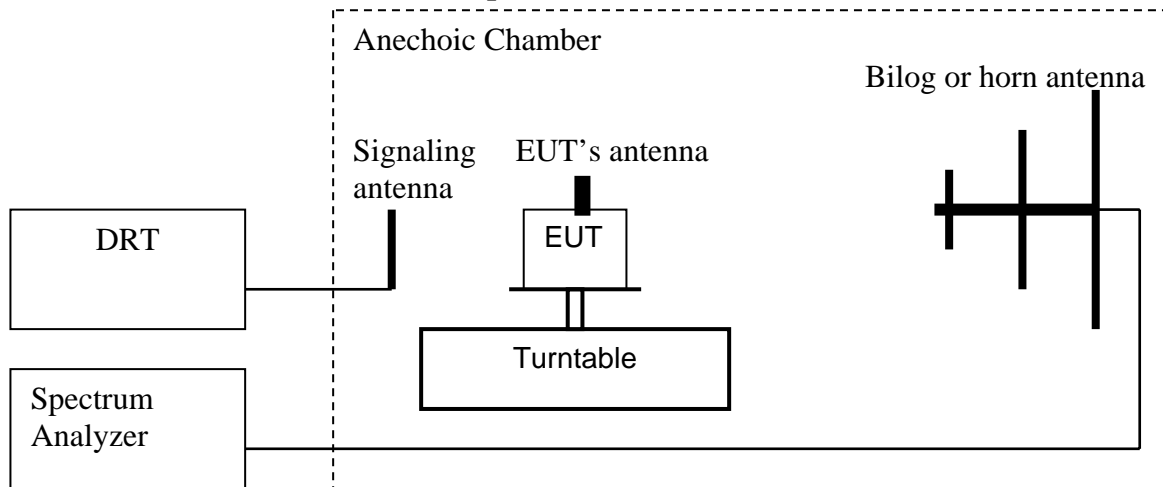 Anechoic Chamber
Bilog or horn antenna
Signaling
antenna
EUT’s antenna
DRT
EUT
Turntable
Spectrum
Analyzer